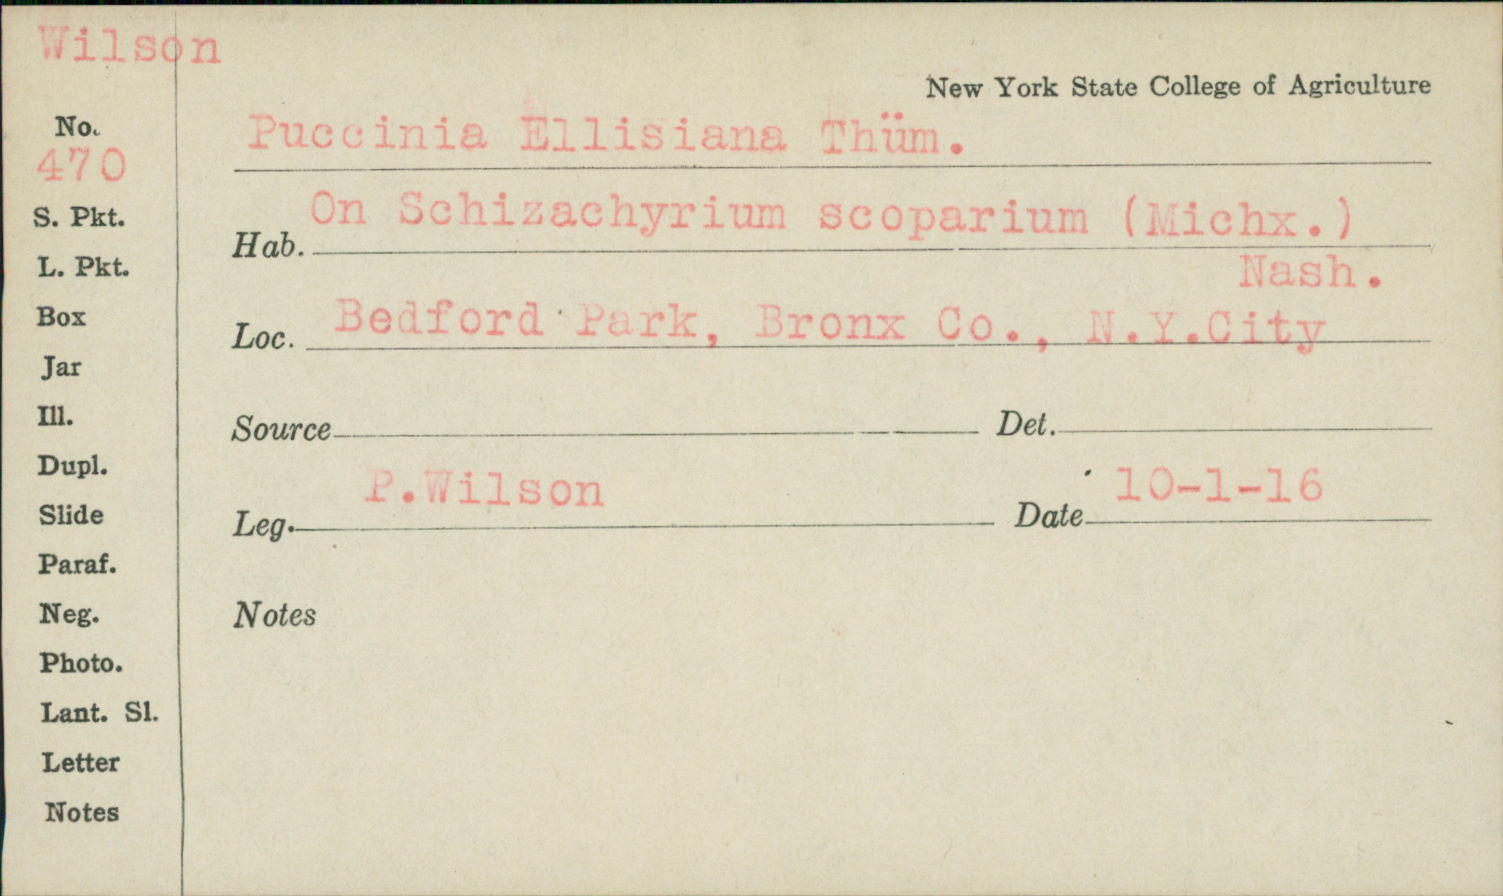 Wilson
New York State College of Agriculture
No.
470
Puccinia Ellisiana Thüm.
S. Pkt.
Hab. On Schizachyrium scoparium (Michx.)
Nash.
L. Pkt.
Box
Loc. Bedford Park, Bronx Co., N.Y.City
Jar
Ill.
Source Det.
Dupl.
Slide
Leg. P.Wilson Date 10-1-16
Paraf.
Neg.
Notes
Photo.
Lant. Sl.
Letter
Notes